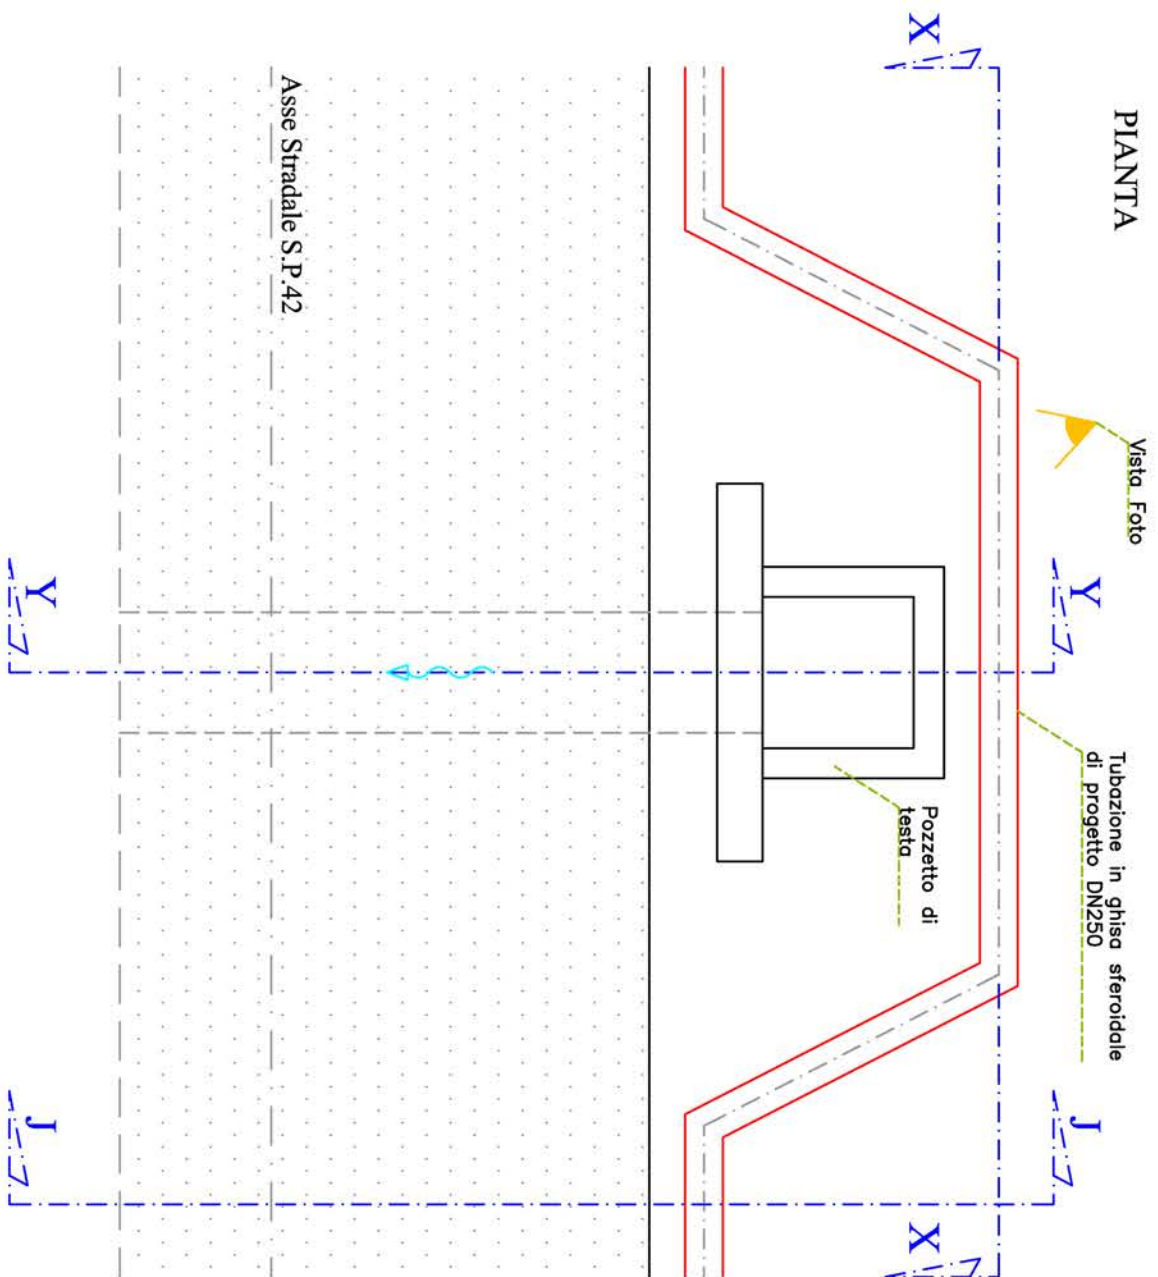 PIANTA
Vista Foto
Tubazione in ghisa sferoidale
di progetto DN250
X
Y
J
X
Pozzetto di
testa
Asse Stradale S.P.42
Y
J